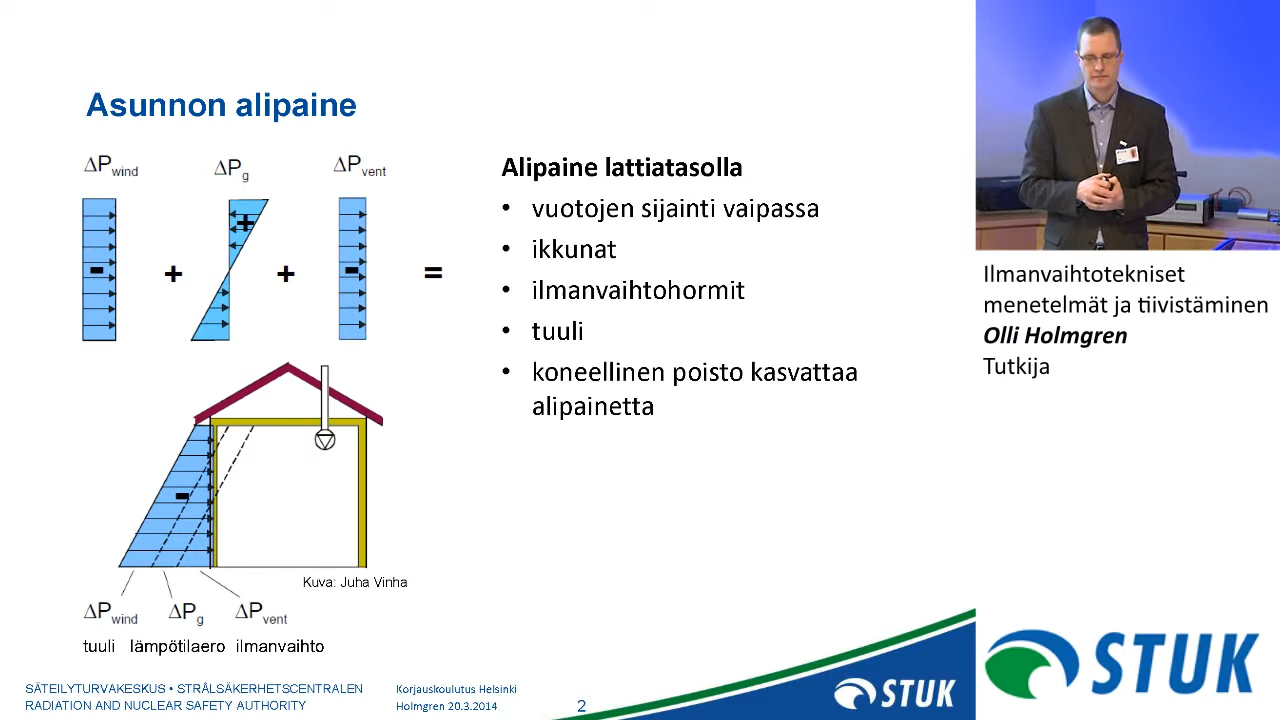 Asunnon alipaine
ΔPwind
ΔPg
ΔPvent
- + + + - =
-
Kuva: Juha Vinha
ΔPwind
ΔPg
ΔPvent
tuuli lämpötilaero ilmanvaihto
Alipaine lattiatasolla
• vuotojen sijainti vaipassa
• ikkunat
• ilmanvaihtohormit
• tuuli
• koneellinen poisto kasvattaa
alipainetta
Ilmanvaihtotekniset
menetelmät ja tiivistäminen
Olli Holmgren
Tutkija
SÄTEILYTURVAKESKUS • STRÅLSÄKERHETSCENTRALEN
RADIATION AND NUCLEAR SAFETY AUTHORITY
Korjauskoulutus Helsinki
Holmgren 20.3.2014
2
STUK
STUK